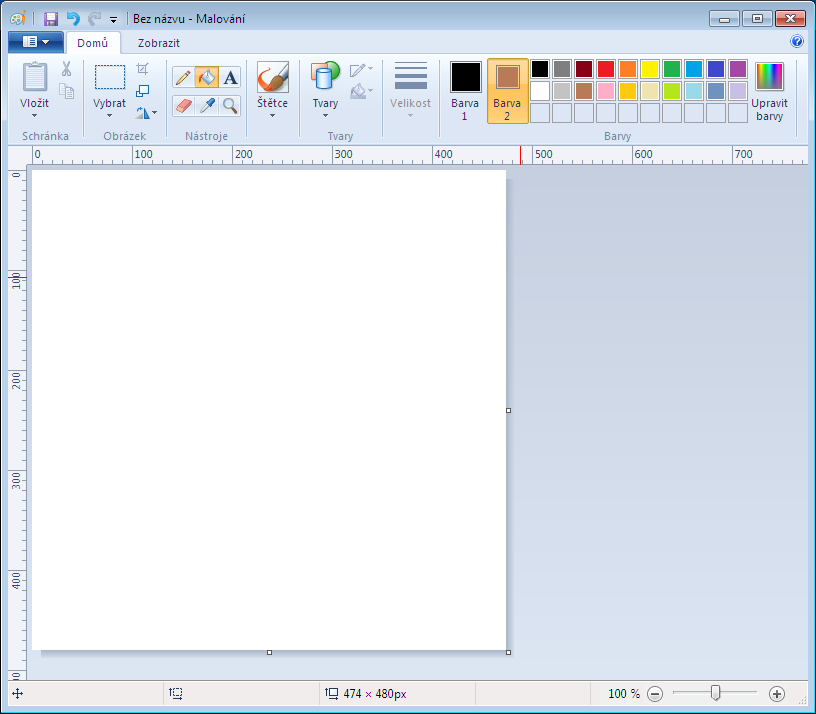 Bez názvu - Malování
Domů
Zobrazit
Vložit
Vybrat
A
Štětce
Tvary
Velikost
Barva
1
Barva
2
Upravit
barvy
Schránka
Obrázek
Nástroje
Tvary
Barvy
0 100 200 300 400 500 600 700
0
100
200
300
400
474 × 480px
100 %